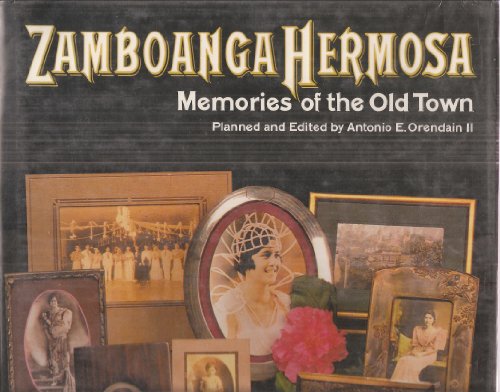 ZAMBOANGA HERMOSA
Memories of the Old Town
Planned and Edited by Antonio E. Orendain II